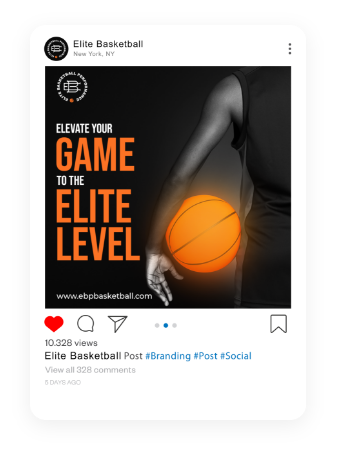 Elite Basketball
New York, NY
ELITE BASKETBALL PERFORMANCE
ELEVATE YOUR
GAME
TO THE
ELITE
LEVEL
www.ebpbasketball.com
10.328 views
Elite Basketball Post #Branding #Post #Social
View all 328 comments
5 DAYS AGO